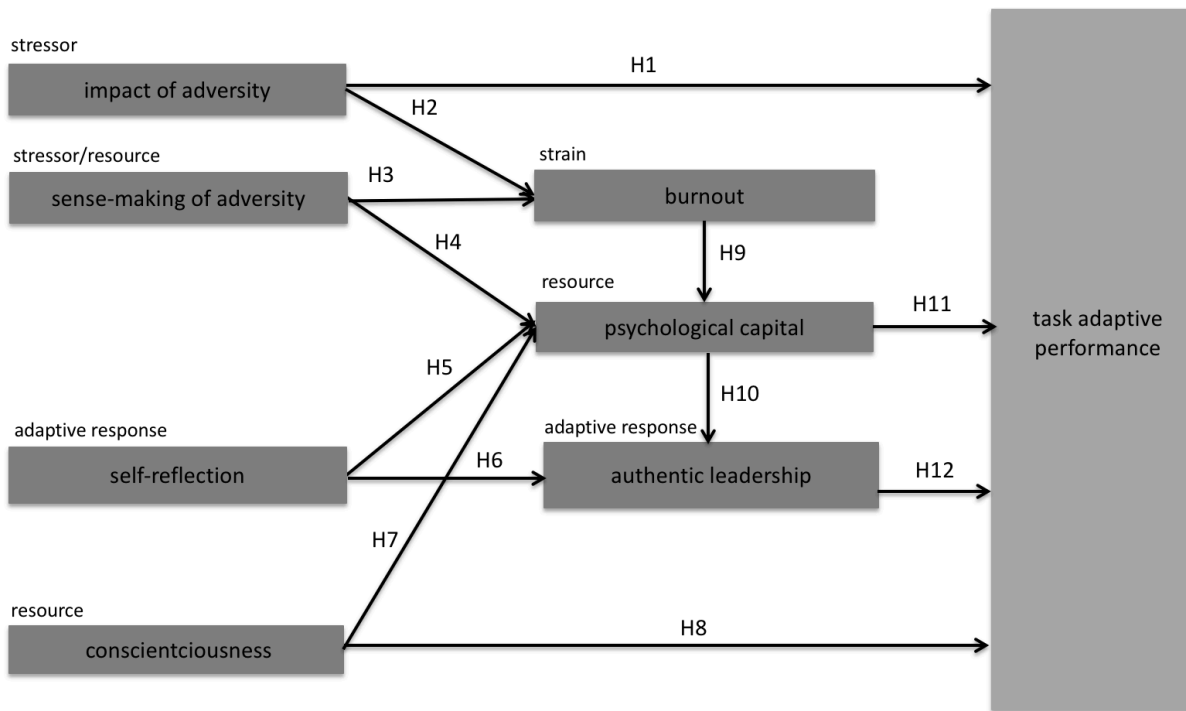 stressor
impact of adversity
H1
H2
stressor/resource
sense-making of adversity
H3
strain
burnout
H4
H9
resource
psychological capital
H11
task adaptive
performance
H5
H10
adaptive response
self-reflection
H6
adaptive response
authentic leadership
H12
H7
resource
conscientciousness
H8